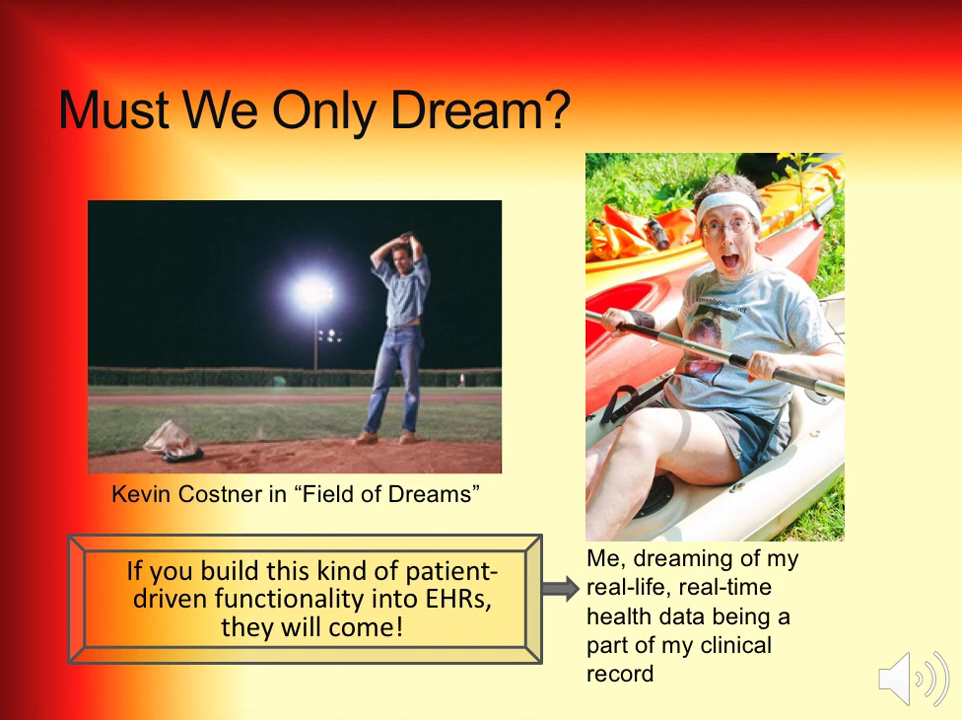 Must We Only Dream?
Kevin Costner in “Field of Dreams”
If you build this kind of patient-
driven functionality into EHRs,
they will come!
Me, dreaming of my
real-life, real-time
health data being a
part of my clinical
record